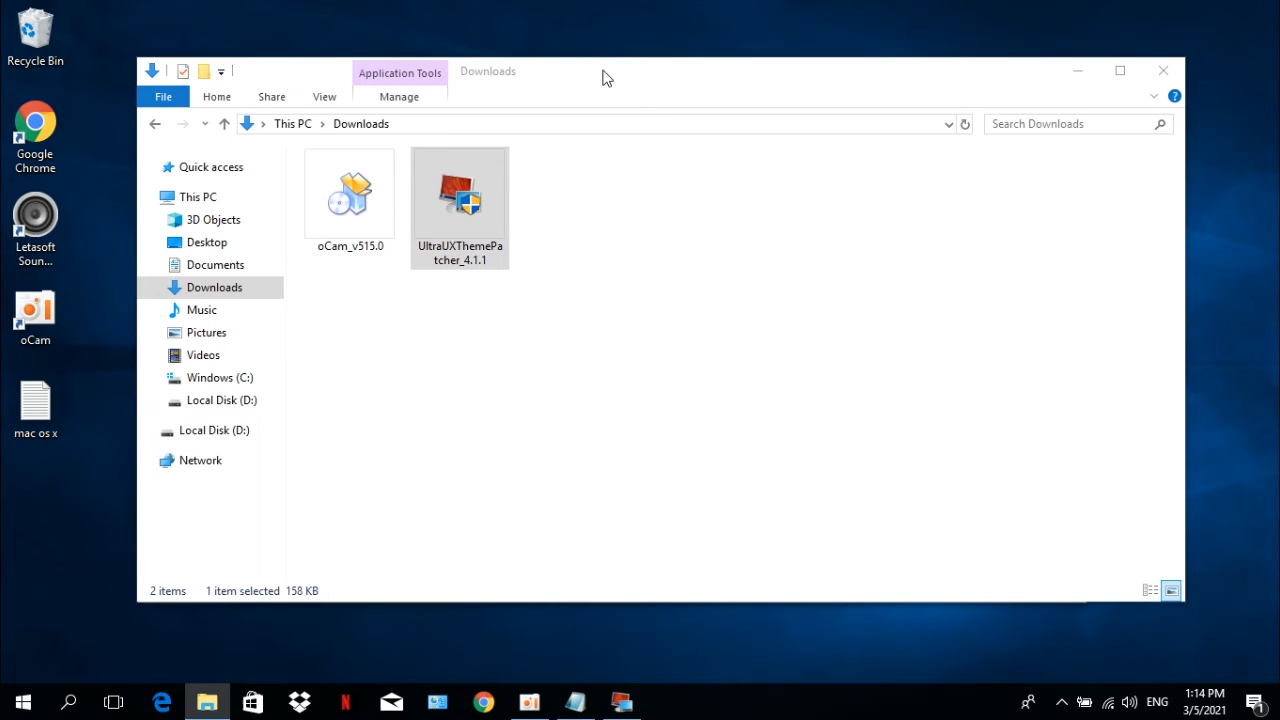 Recycle Bin
Google
Chrome
Letasoft
Soun...
oCam
mac os x
Application Tools
Downloads
File
Home
Share
View
Manage
This PC
Downloads
Search Downloads
Quick access
This PC
3D Objects
Desktop
Documents
Downloads
Music
Pictures
Videos
Windows (C:)
Local Disk (D:)
Local Disk (D:)
Network
oCam_v515.0
UltraUXThemePa
tcher_4.1.1
2 items
1 item selected
158 KB
ENG
1:14 PM
3/5/2021
1